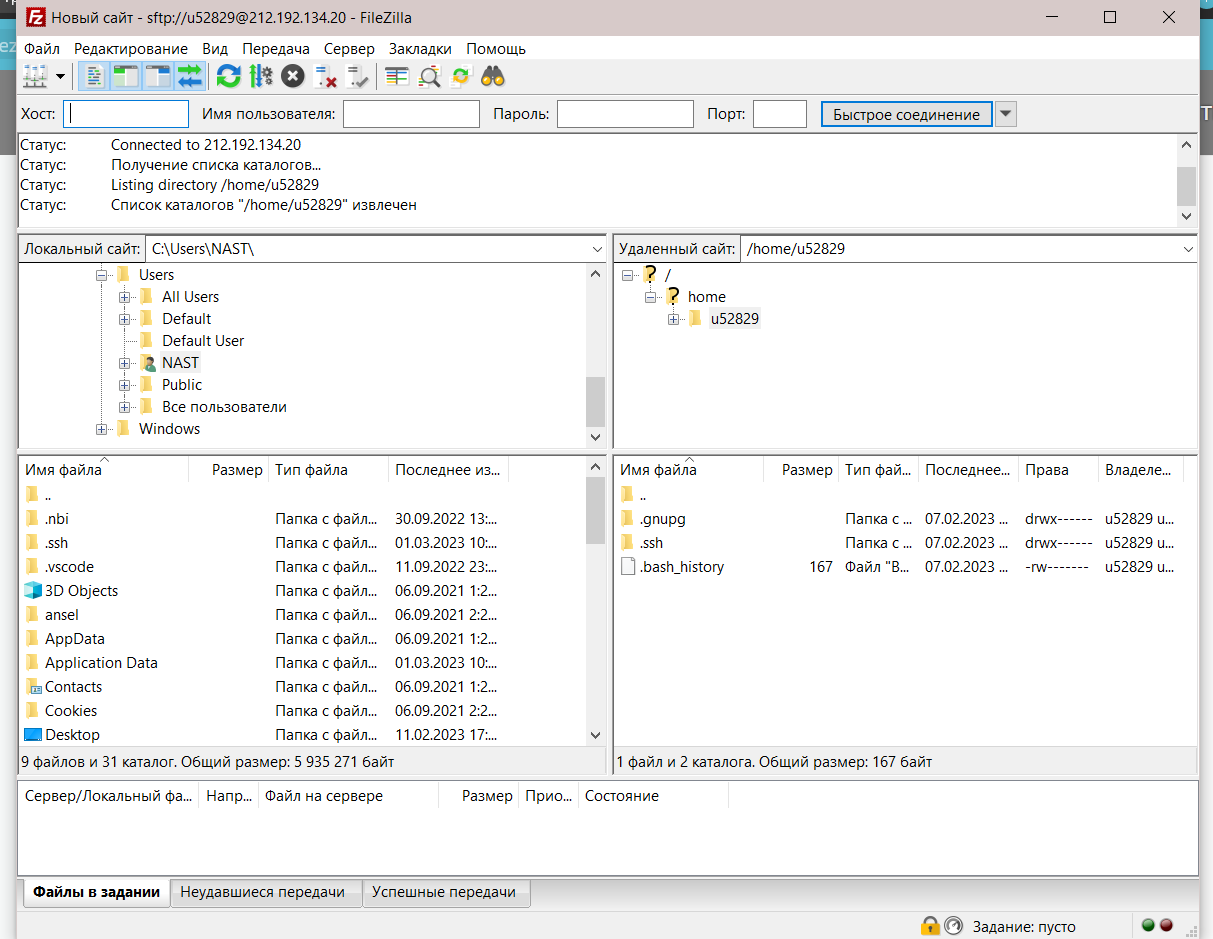 Новый сайт - sftp://u52829@212.192.134.20 - FileZilla
Файл Редактирование Вид Передача Сервер Закладки Помощь
Хост: Имя пользователя: Пароль: Порт: Быстрое соединение
Статус: Connected to 212.192.134.20
Статус: Получение списка каталогов...
Статус: Listing directory /home/u52829
Статус: Список каталогов "/home/u52829" извлечен
Локальный сайт: C:\Users\NAST\
Users
All Users
Default
Default User
NAST
Public
Все пользователи
Windows
Удаленный сайт: /home/u52829
/
home
u52829
Имя файла Размер Тип файла Последнее из...
..
.nbi Папка с файл... 30.09.2022 13:...
.ssh Папка с файл... 01.03.2023 10:...
.vscode Папка с файл... 11.09.2022 23:...
3D Objects Папка с файл... 06.09.2021 1:2...
ansel Папка с файл... 06.09.2021 2:2...
AppData Папка с файл... 06.09.2021 1:2...
Application Data Папка с файл... 01.03.2023 10:...
Contacts Папка с файл... 06.09.2021 1:2...
Cookies Папка с файл... 06.09.2021 2:2...
Desktop Папка с файл... 11.02.2023 17:...
9 файлов и 31 каталог. Общий размер: 5 935 271 байт
Имя файла Размер Тип фай... Последнее... Права Владеле...
..
.gnupg Папка с ... 07.02.2023 ... drwx------ u52829 u...
.ssh Папка с ... 07.02.2023 ... drwx------ u52829 u...
.bash_history 167 Файл "B... 07.02.2023 ... -rw------- u52829 u...
1 файл и 2 каталога. Общий размер: 167 байт
Сервер/Локальный фа... Напр... Файл на сервере Размер Прио... Состояние
Файлы в задании Неудавшиеся передачи Успешные передачи
Задание: пусто